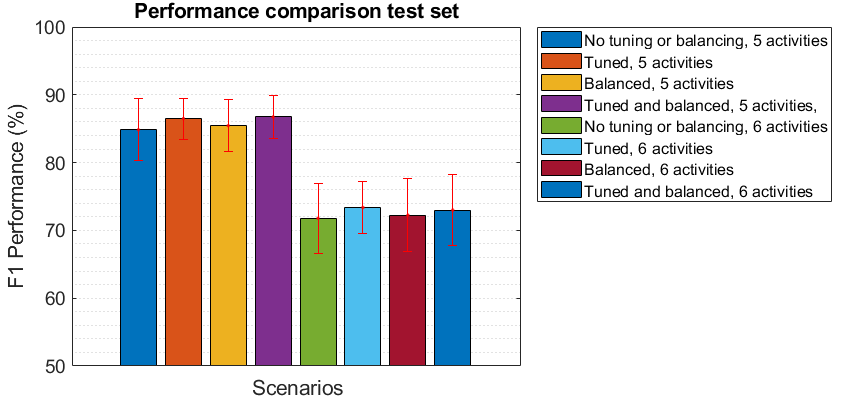 Performance comparison test set
100
90
80
70
60
50
F1 Performance (%)
Scenarios
No tuning or balancing, 5 activities
Tuned, 5 activities
Balanced, 5 activities
Tuned and balanced, 5 activities,
No tuning or balancing, 6 activities
Tuned, 6 activities
Balanced, 6 activities
Tuned and balanced, 6 activities